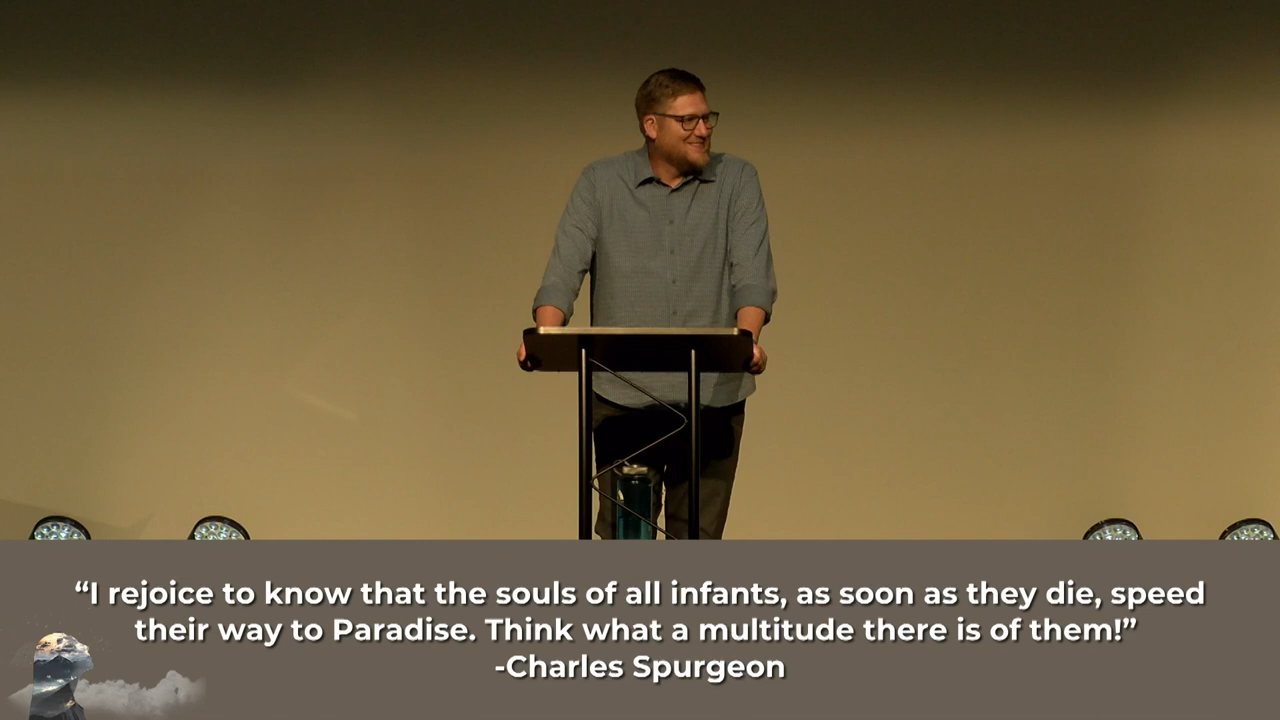 “I rejoice to know that the souls of all infants, as soon as they die, speed
their way to Paradise. Think what a multitude there is of them!”
-Charles Spurgeon